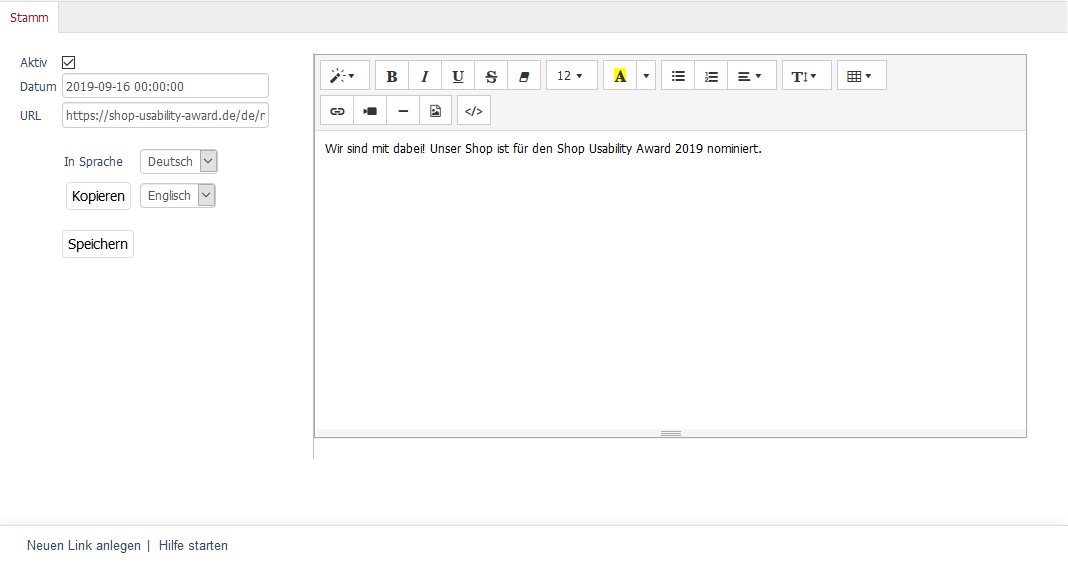 Stamm
Aktiv
Datum 2019-09-16 00:00:00
URL https://shop-usability-award.de/de/n
In Sprache Deutsch
Kopieren Englisch
Speichern
B I U S 12 A T
</>
Wir sind mit dabei! Unser Shop ist für den Shop Usability Award 2019 nominiert.
Neuen Link anlegen | Hilfe starten